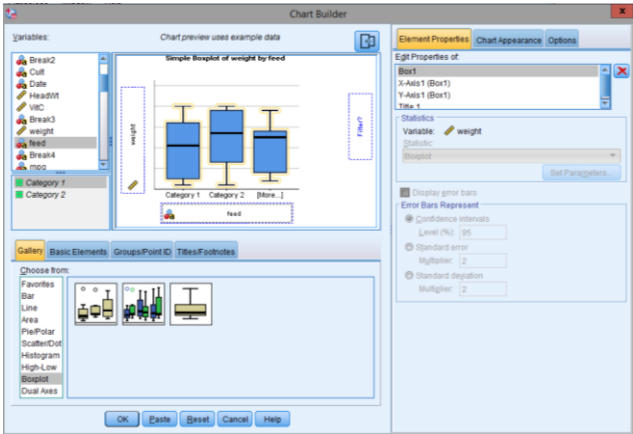 Chart Builder
x
Variables:
Chart preview uses example data
Break2
Cult
Date
HeadWt
VitC
Break3
weight
feed
Break4
mpg
Category 1
Category 2
Simple Boxplot of weight by feed
weight
Filter?
Category 1 Category 2 [More...]
feed
Gallery Basic Elements Groups/Point ID Titles/Footnotes
Choose from:
Favorites
Bar
Line
Area
Pie/Polar
Scatter/Dot
Histogram
High-Low
Boxplot
Dual Axes
OK Paste Reset Cancel Help
Element Properties Chart Appearance Options
Edit Properties of:
Box1
X-Axis1 (Box1)
Y-Axis1 (Box1)
Title 1
Statistics
Variable: weight
Statistic:
Boxplot
Set Parameters...
Display error bars
Error Bars Represent
Confidence intervals
Level (%): 95
Standard error
Multiplier: 2
Standard deviation
Multiplier: 2